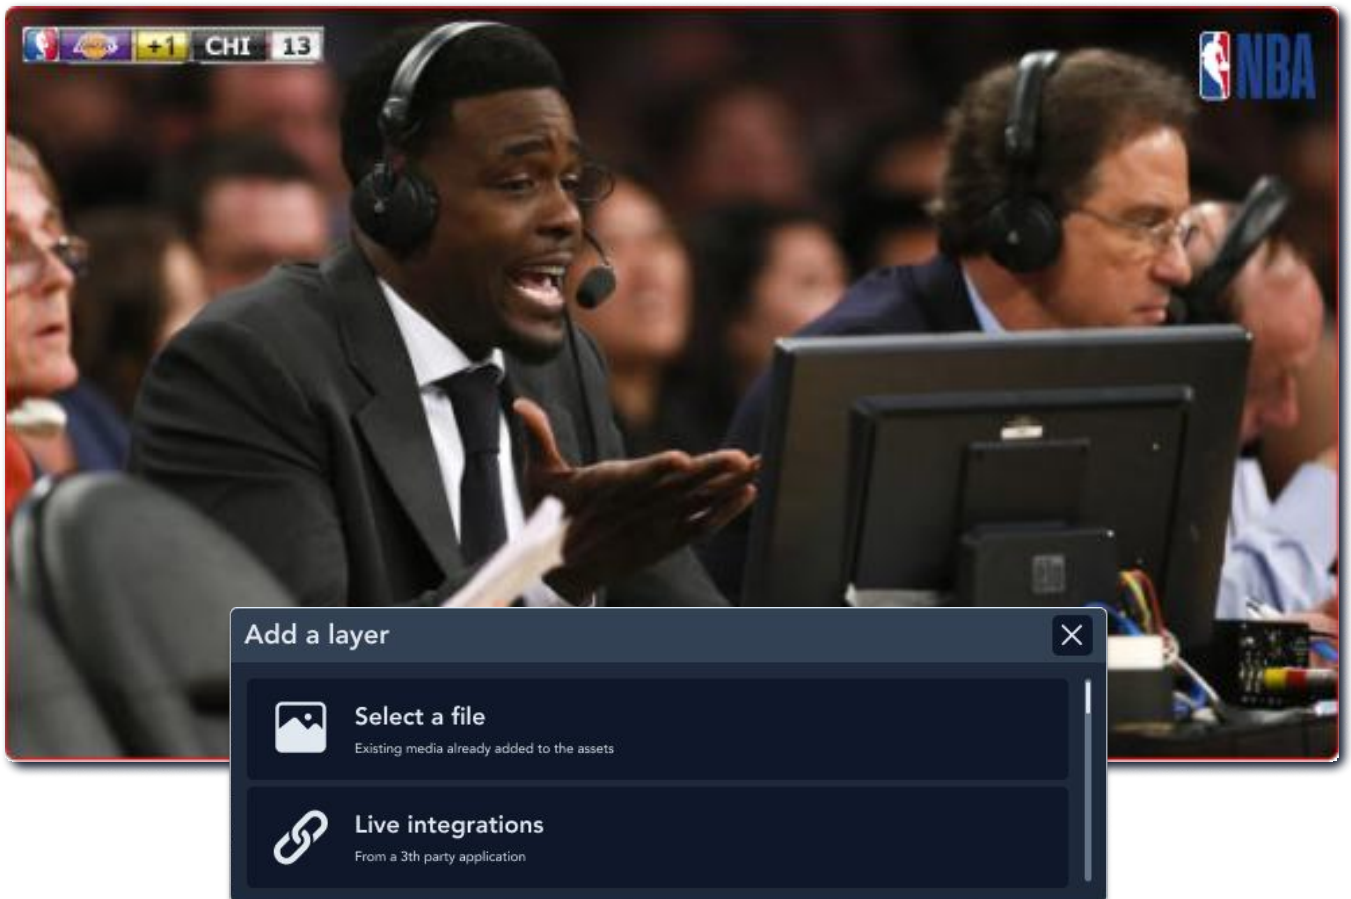 +1 CHI 13
NBA
Add a layer
Select a file
Existing media already added to the assets
Live integrations
From a 3th party application